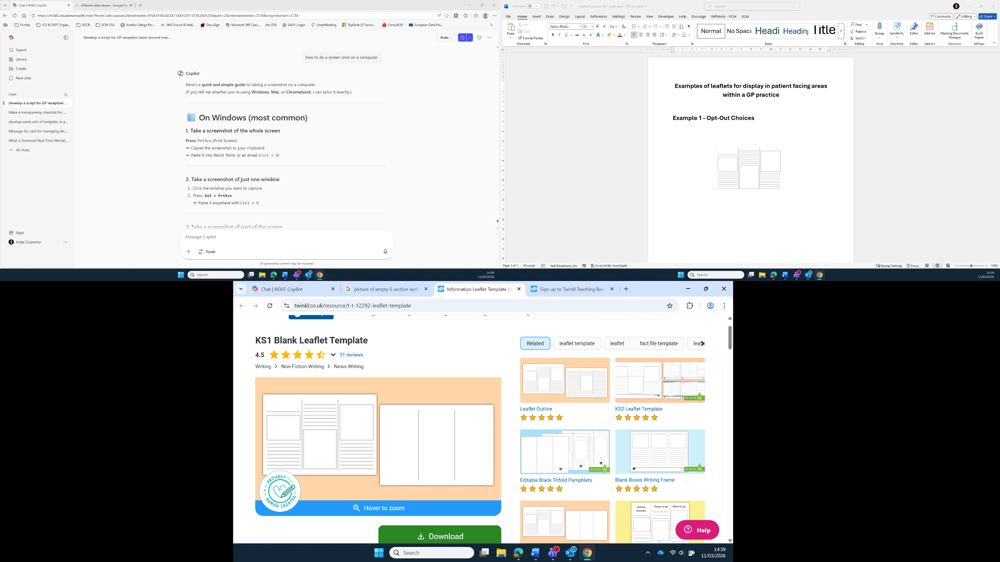 Chat | M365 Copilot
different salad leaves - Google Sea
https://m365.cloud.microsoft/chat/?fromCode=wpwav2&redirectId=FF6A1E9B34634714AFD2F13F3E2A0525&auth=2&internalredirect=CCM&origindomain=CCM
Frimley
ICO & DSPT Organ...
DCCR
SCW CSU
Amelie College Por...
NHS Future IG fold...
DocuSign
Microsoft 365 Copi...
ESR
EASY | Login
SmartWorking
TopDesk (IT Servic...
ConsultOD
European Data Pro...
Develop a script for GP reception team around tran...
Auto
Search
Library
Create
New chat
Chats
Develop a script for GP reception ...
Make a transparency checklist for ...
develop some sort of template or p...
Message for card for managing dir...
What is Somerset Real Time Mortal...
All chats
Apps
Antje Carpenter
how to do a screen shot on a computer
Copilot
Here's a quick and simple guide to taking a screenshot on a computer.
(If you tell me whether you're using Windows, Mac, or Chromebook, I can tailor it exactly.)
On Windows (most common)
1. Take a screenshot of the whole screen
Press: PrtScn (Print Screen)
➡ Copies the screenshot to your clipboard
➡ Paste it into Word, Paint, or an email (Ctrl + V)
2. Take a screenshot of just one window
1. Click the window you want to capture
2. Press: Alt + PrtScn
➡ Paste it anywhere with Ctrl + V
3. Take a screenshot of part of the screen
Message Copilot
Tools
AI-generated content may be incorrect
Search
14:39
11/03/2026
AutoSave Off
Leaflet Examples V0.1 Draft.docx
No Label
Search
File Home Insert Draw Design Layout References Mailings Review View Developer Help Docusign RefWorks - RCM RCM
Comments Editing Share
Paste
Cut
Copy
Format Painter
Aptos (Body) 12
Normal
No Spaci
Headi
Heading
Title
Find
Replace
Select
Dictate
Sensitivity
Editor
Add-ins
Meeting Documents Manager
Build Report
Clipboard Font Paragraph Styles Editing Voice Sensitivity Editor Add-ins Decisions InPhase
Examples of leaflets for display in patient facing areas
within a GP practice
Example 1 - Opt-Out Choices
Page 1 of 1 18 words Text Predictions: On Accessibility: Investigate
Display Settings Focus 100%
Search
14:39
11/03/2026
Chat | M365 Copilot
picture of empty 6 section leafl
Information Leaflet Template | K
Sign up to Twinkl Teaching Reso
twinkl.co.uk/resource/t-t-12292-leaflet-template
KS1 Blank Leaflet Template
4.5 31 reviews
Writing > Non-Fiction Writing > News Writing
PROUDLY HUMAN CREATED
Hover to zoom
Download
Related
leaflet template
leaflet
fact file template
Leaflet Outline
ink saving Eco
KS2 Leaflet Template
ink saving Eco
Editable Blank Trifold Pamphlets
ink saving Eco
Blank Boxes Writing Frame
Holiday Brochure
Things to see
Where to go
Help
Search
14:39
11/03/2026